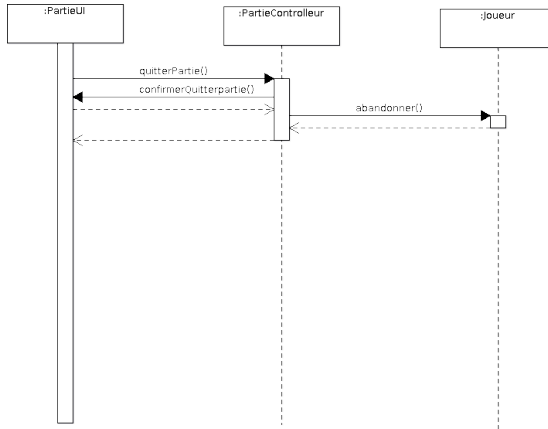 :PartieUI
:PartieControlleur
:Joueur
quitterPartie()
confirmerQuitterpartie()
abandonner()